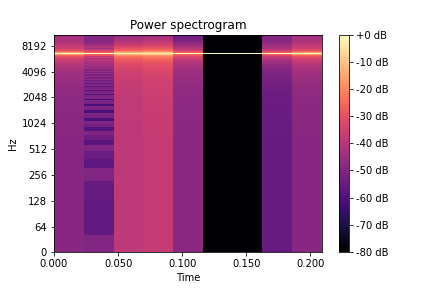 Power spectrogram
8192
4096
2048
1024
512
256
128
64
0
Hz
0.000 0.050 0.100 0.150 0.200
Time
+0 dB
-10 dB
-20 dB
-30 dB
-40 dB
-50 dB
-60 dB
-70 dB
-80 dB